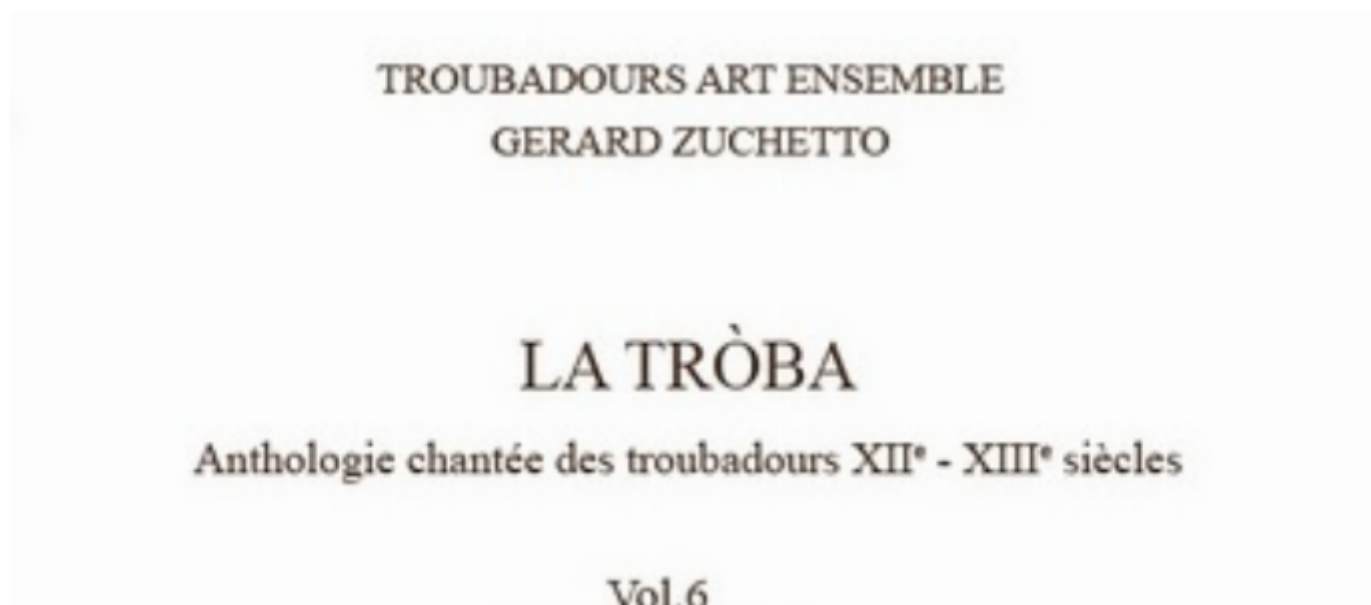 TROUBADOURS ART ENSEMBLE
GERARD ZUCHETTO
LA TRÒBA
Anthologie chantée des troubadours XIIᵉ - XIIIᵉ siècles
Vol.6